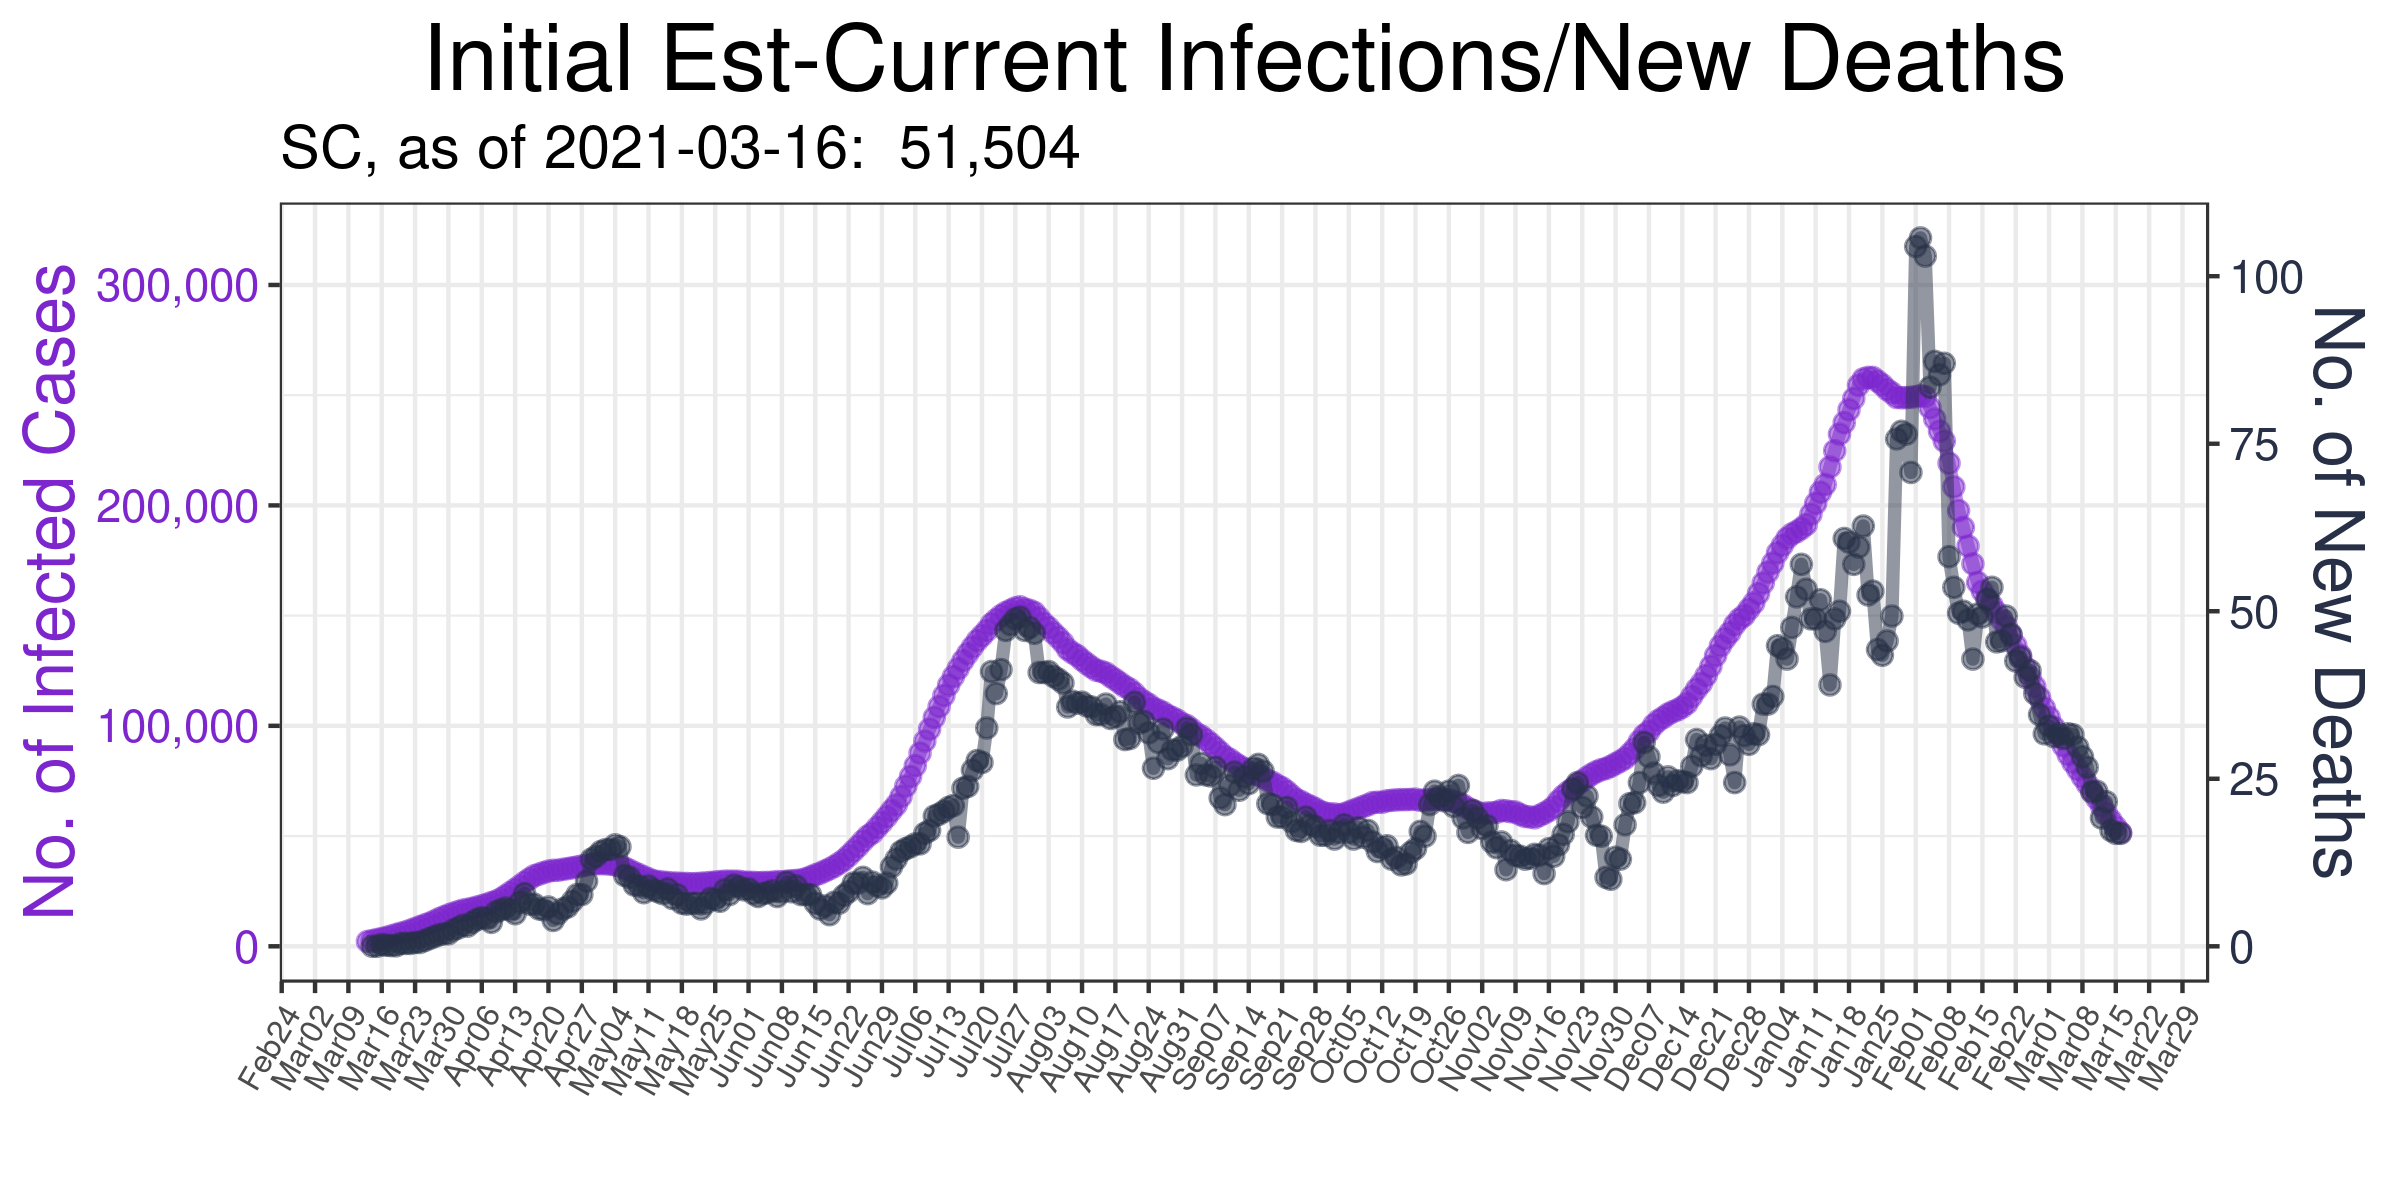 Initial Est-Current Infections/New Deaths
SC, as of 2021-03-16:  51,504
No. of Infected Cases
300,000
200,000
100,000
0
100
75
50
25
0
No. of New Deaths
Feb24
Mar02
Mar09
Mar16
Mar23
Mar30
Apr06
Apr13
Apr20
Apr27
May04
May11
May18
May25
Jun01
Jun08
Jun15
Jun22
Jun29
Jul06
Jul13
Jul20
Jul27
Aug03
Aug10
Aug17
Aug24
Aug31
Sep07
Sep14
Sep21
Sep28
Oct05
Oct12
Oct19
Oct26
Nov02
Nov09
Nov16
Nov23
Nov30
Dec07
Dec14
Dec21
Dec28
Jan04
Jan11
Jan18
Jan25
Feb01
Feb08
Feb15
Feb22
Mar01
Mar08
Mar15
Mar22
Mar29